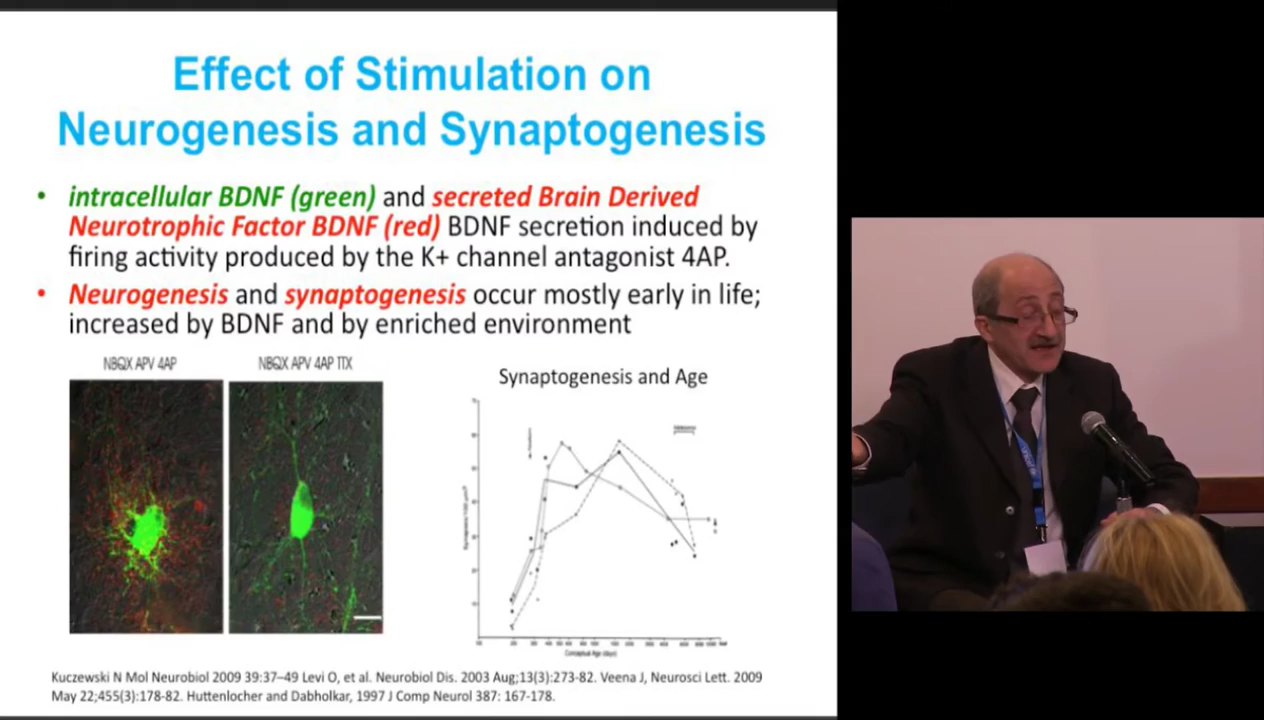 Effect of Stimulation on
Neurogenesis and Synaptogenesis
• intracellular BDNF (green) and secreted Brain Derived
Neurotrophic Factor BDNF (red) BDNF secretion induced by
firing activity produced by the K+ channel antagonist 4AP.
• Neurogenesis and synaptogenesis occur mostly early in life;
increased by BDNF and by enriched environment
NBQX APV 4AP
NBQX APV 4AP TTX
Synaptogenesis and Age
Conceptual Age (days)
Kuczewski N Mol Neurobiol 2009 39:37–49 Levi O, et al. Neurobiol Dis. 2003 Aug;13(3):273-82. Veena J, Neurosci Lett. 2009
May 22;455(3):178-82. Huttenlocher and Dabholkar, 1997 J Comp Neurol 387: 167-178.